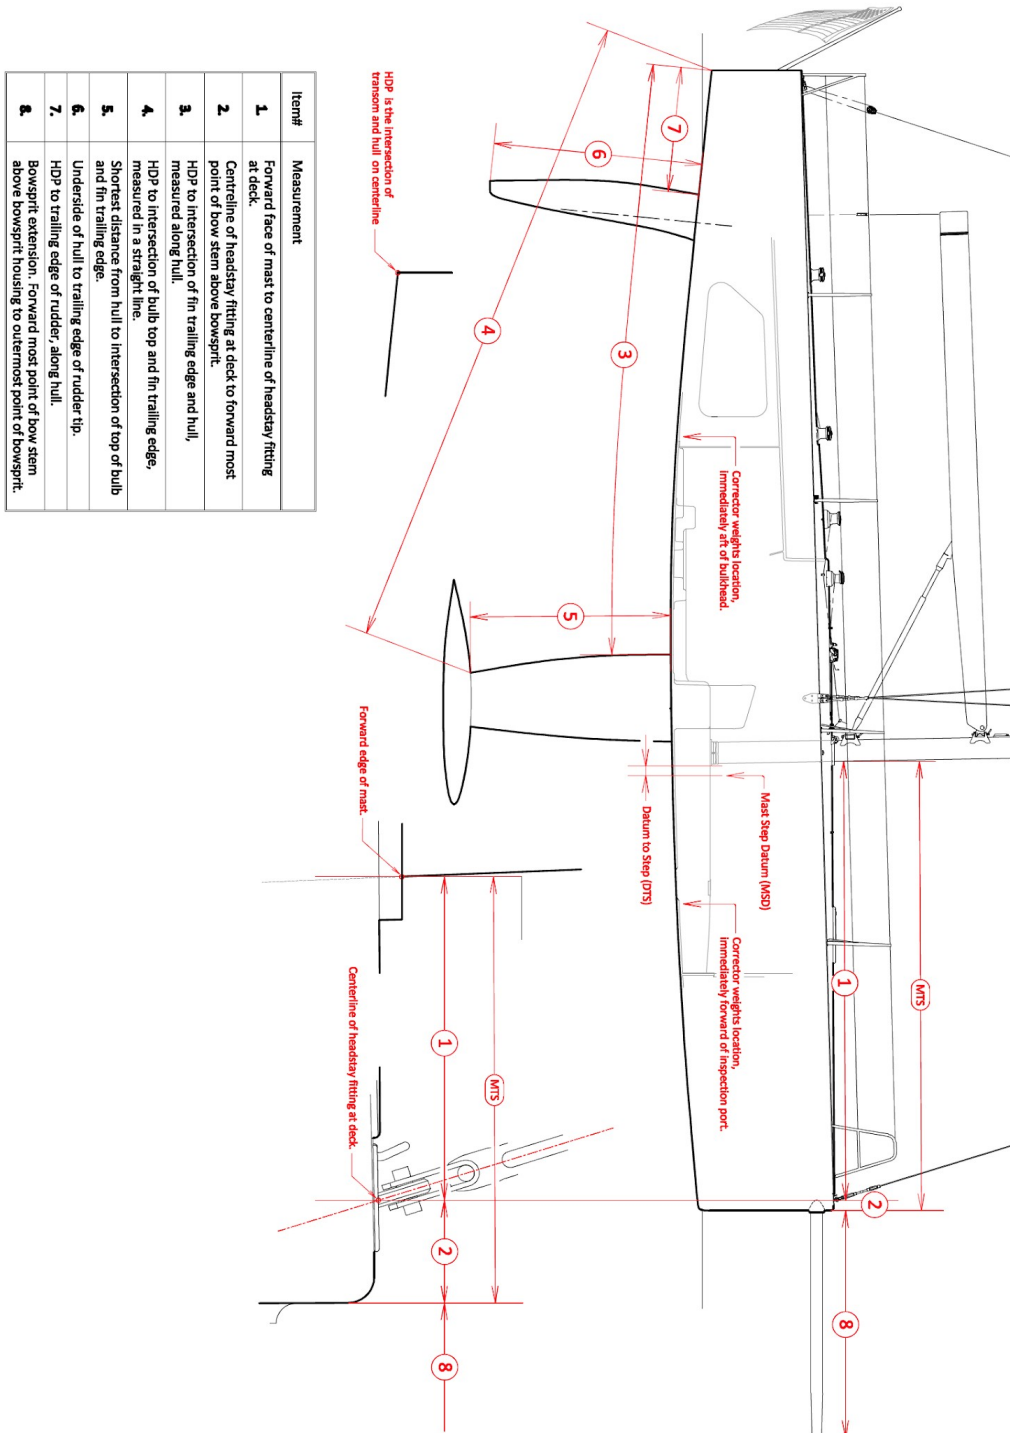 Item# Measurement
1. Forward face of mast to centerline of headstay fitting
at deck.
2. Centreline of headstay fitting at deck to forward most
point of bow stem above bowsprit.
3. HDP to intersection of fin trailing edge and hull,
measured along hull.
4. HDP to intersection of bulb top and fin trailing edge,
measured in a straight line.
5. Shortest distance from hull to intersection of top of bulb
and fin trailing edge.
6. Underside of hull to trailing edge of rudder tip.
7. HDP to trailing edge of rudder, along hull.
8. Bowsprit extension. Forward most point of bow stem
above bowsprit housing to outermost point of bowsprit.
HDP is the intersection of
transom and hull on centerline
7
6
3
4
5
Corrector weights location,
immediately aft of bulkhead.
Mast Step Datum (MSD)
Datum to Step (DTS)
Corrector weights location,
immediately forward of inspection port.
MTS
1
2
8
Forward edge of mast.
MTS
1
Centerline of headstay fitting at deck.
2
8